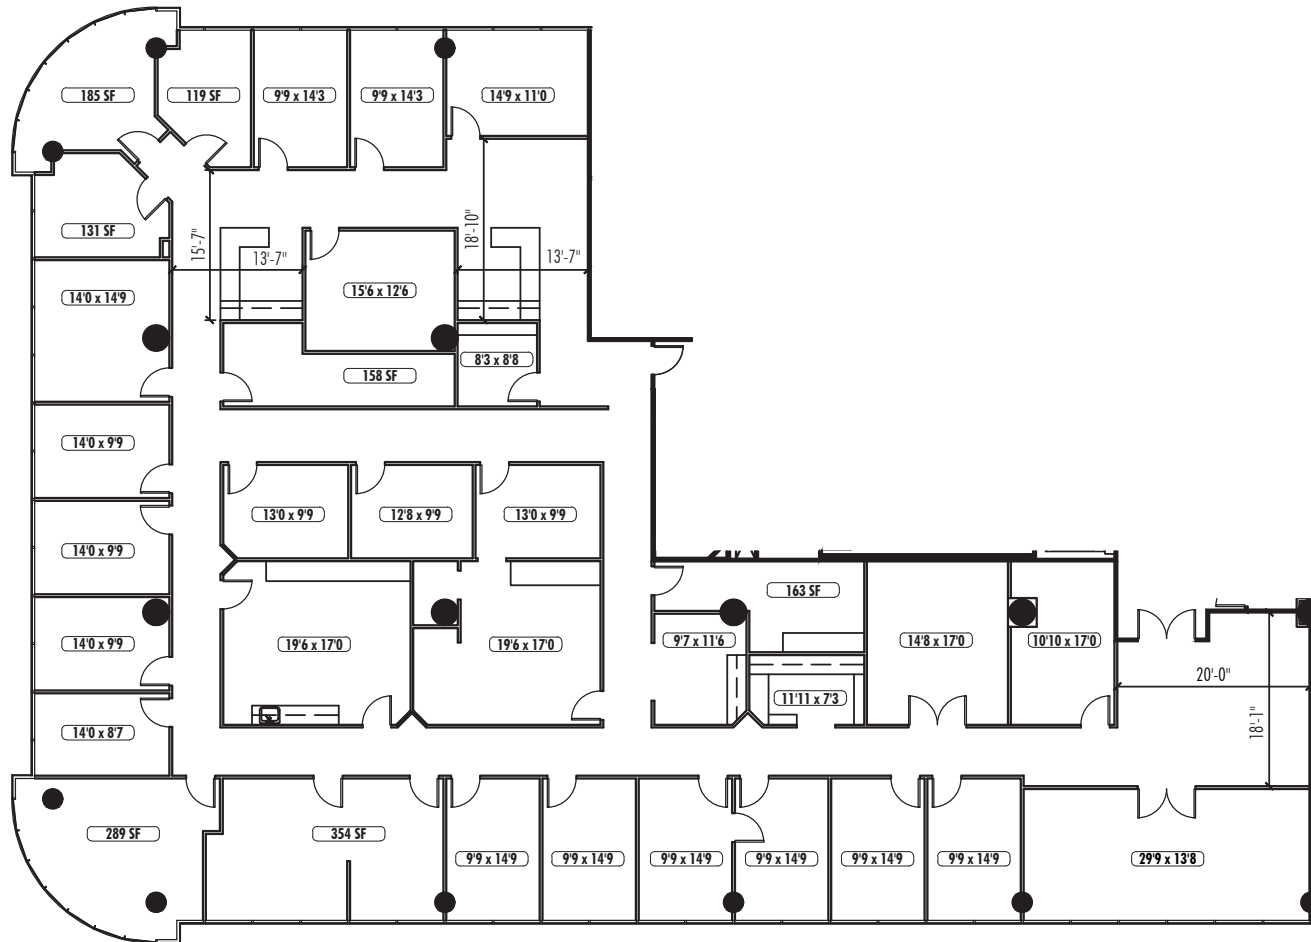 185 SF
119 SF
9'9 x 14'3
9'9 x 14'3
14'9 x 11'0
131 SF
15'-7"
13'-7"
18'-10"
13'-7"
14'0 x 14'9
15'6 x 12'6
8'3 x 8'8
158 SF
14'0 x 9'9
13'0 x 9'9
12'8 x 9'9
13'0 x 9'9
14'0 x 9'9
163 SF
14'0 x 9'9
19'6 x 17'0
19'6 x 17'0
9'7 x 11'6
14'8 x 17'0
10'10 x 17'0
20'-0"
11'11 x 7'3
18'-1"
14'0 x 8'7
289 SF
354 SF
9'9 x 14'9
9'9 x 14'9
9'9 x 14'9
9'9 x 14'9
9'9 x 14'9
9'9 x 14'9
29'9 x 13'8